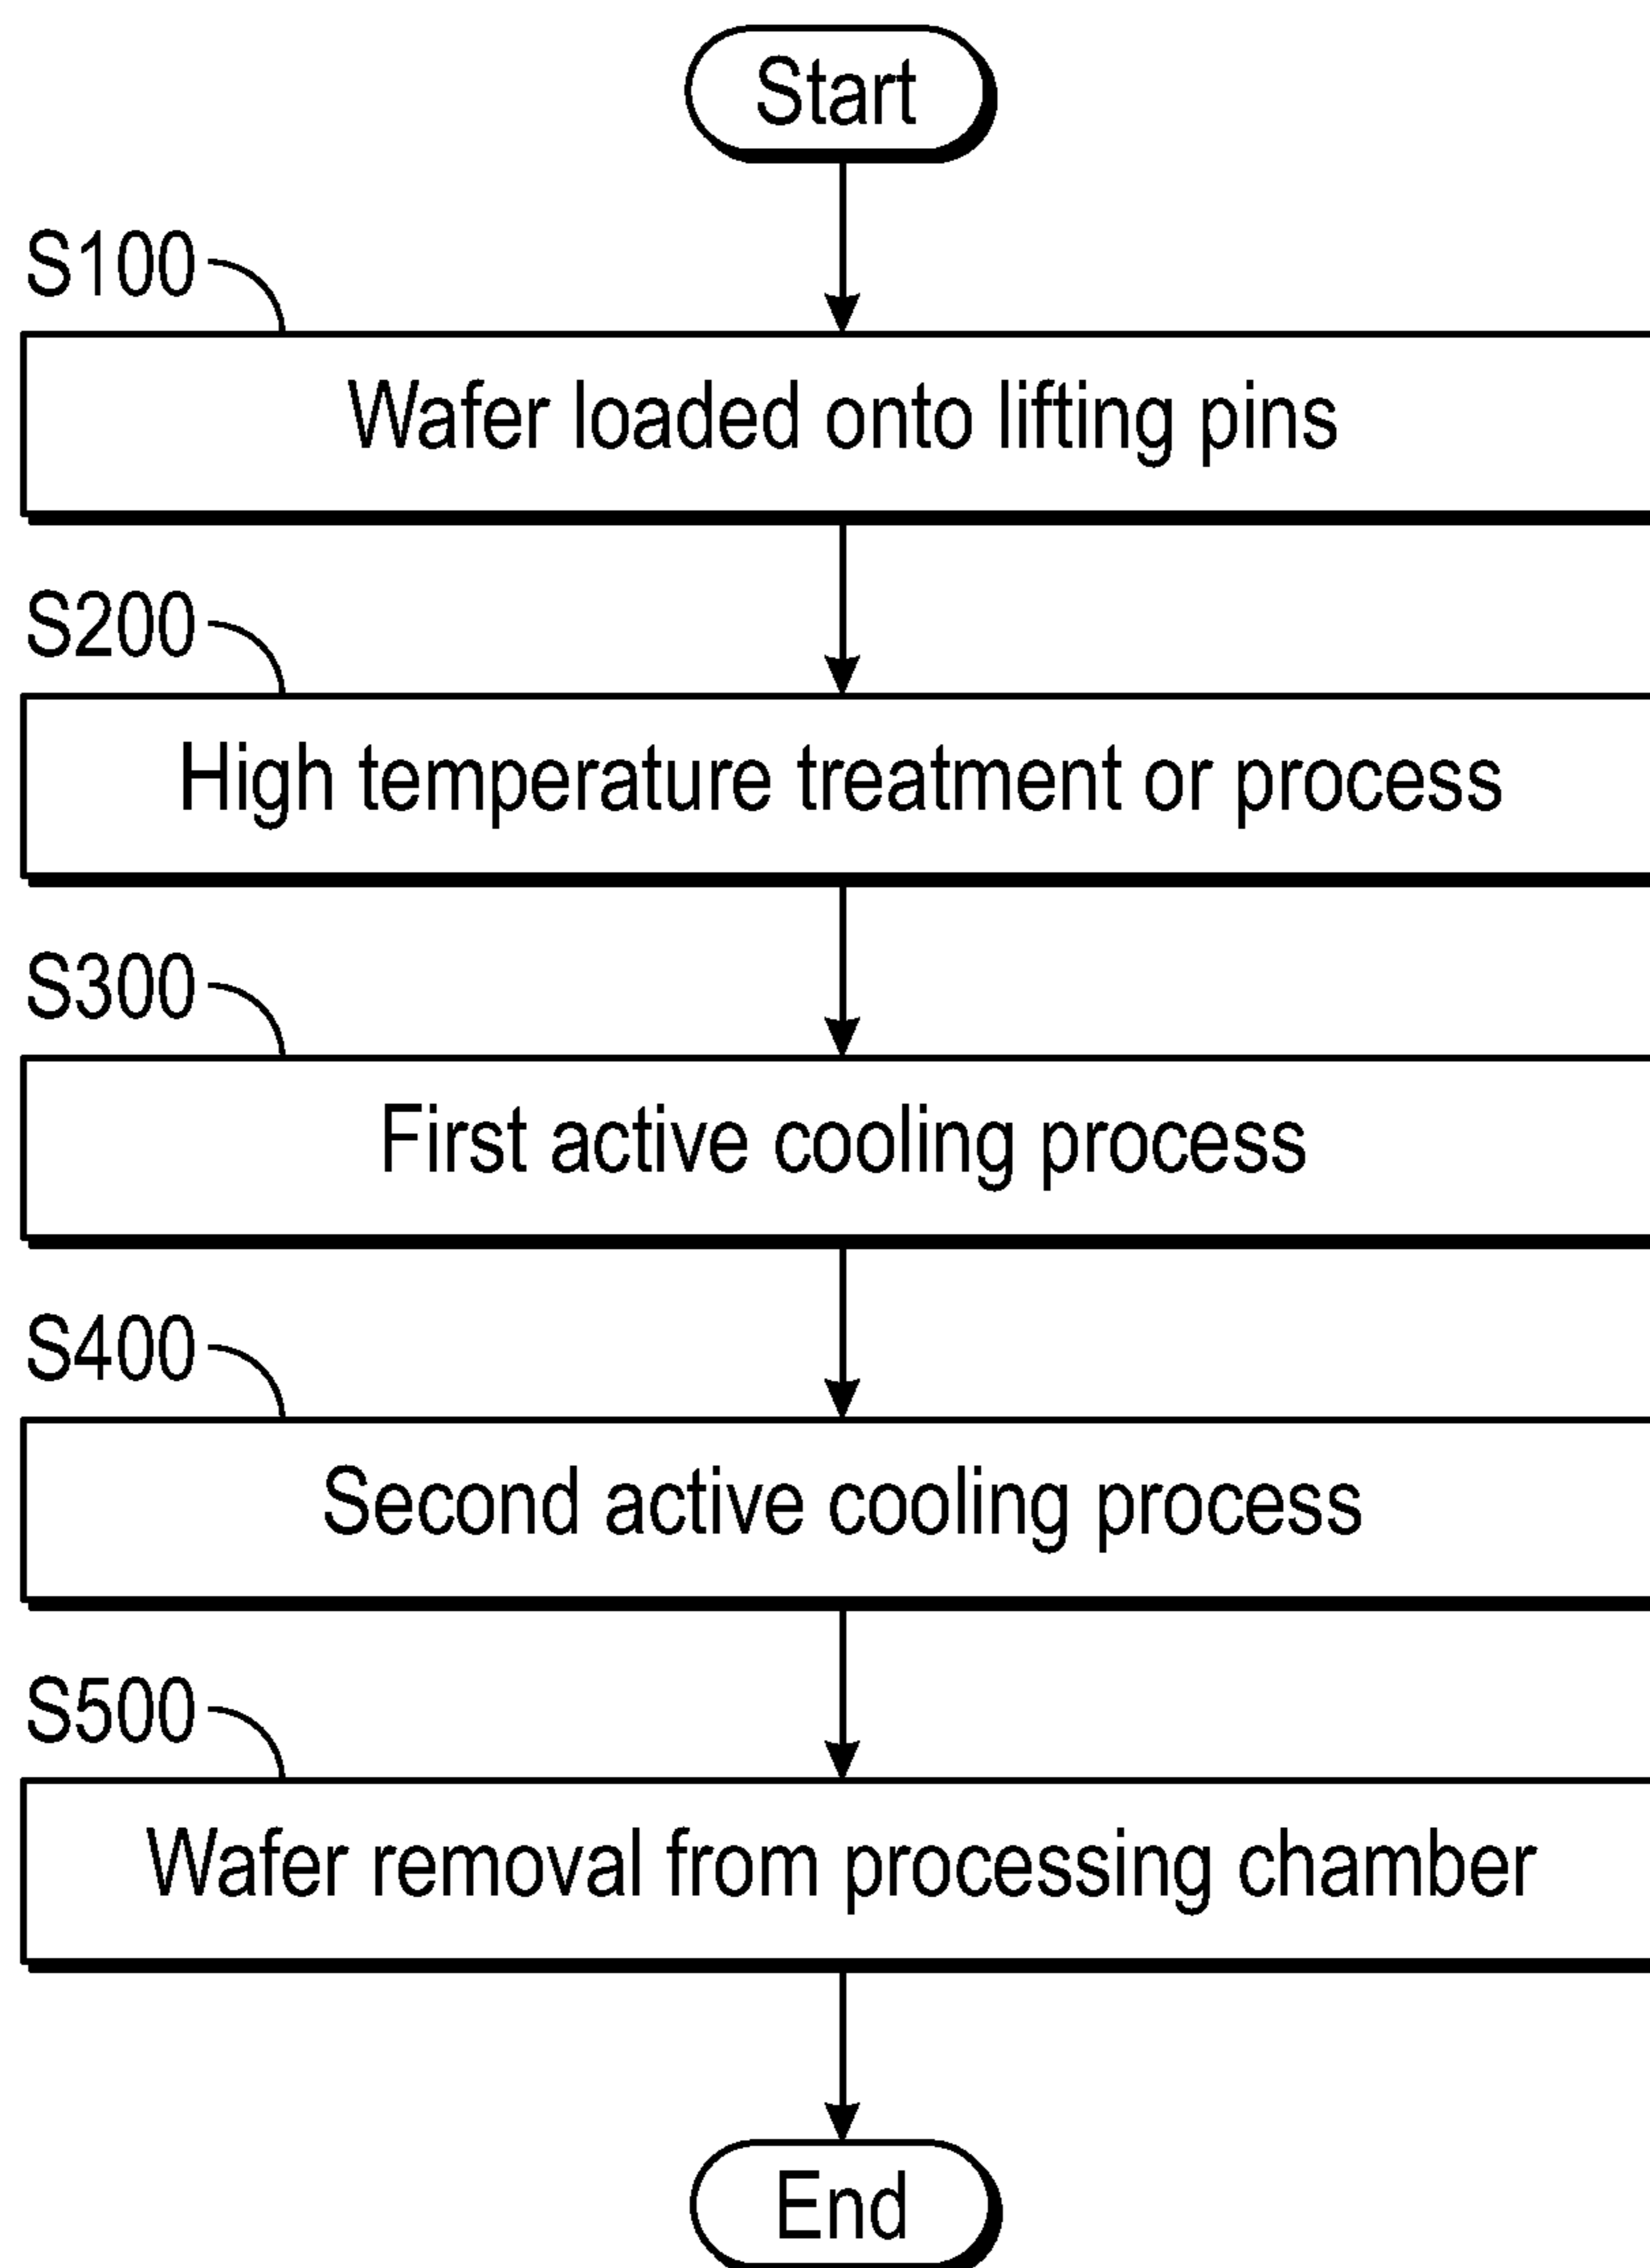 Start
S100
Wafer loaded onto lifting pins
S200
High temperature treatment or process
S300
First active cooling process
S400
Second active cooling process
S500
Wafer removal from processing chamber
End